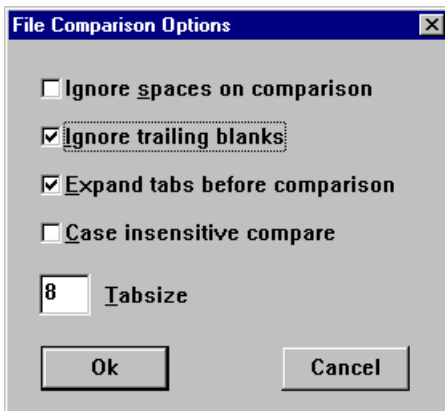 File Comparison Options
Ignore spaces on comparison
Ignore trailing blanks
Expand tabs before comparison
Case insensitive compare
8 Tabsize
Ok Cancel